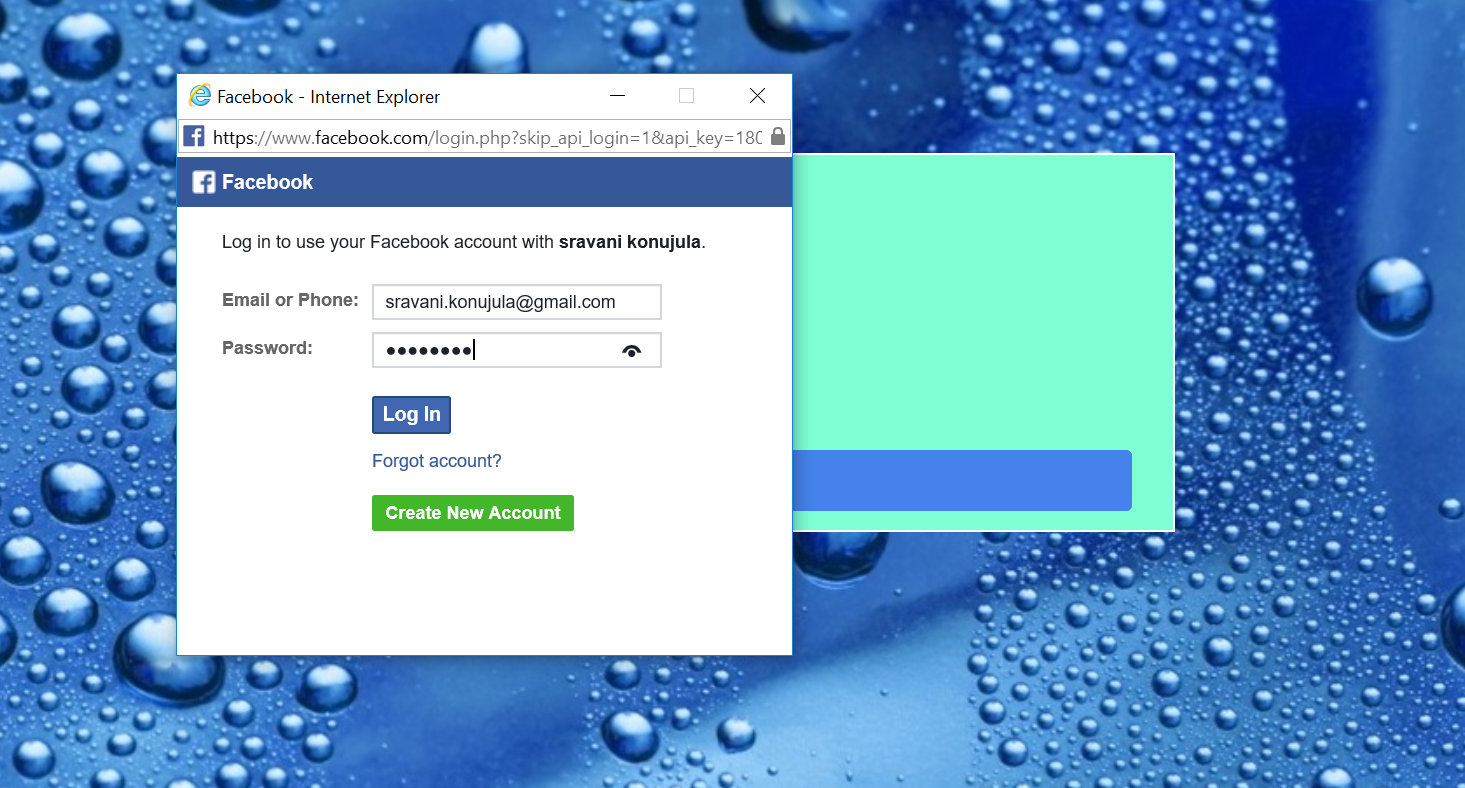 Facebook - Internet Explorer
https://www.facebook.com/login.php?skip_api_login=1&api_key=180
Facebook
Log in to use your Facebook account with sravani konujula.
Email or Phone: sravani.konujula@gmail.com
Password: ••••••••
Log In
Forgot account?
Create New Account